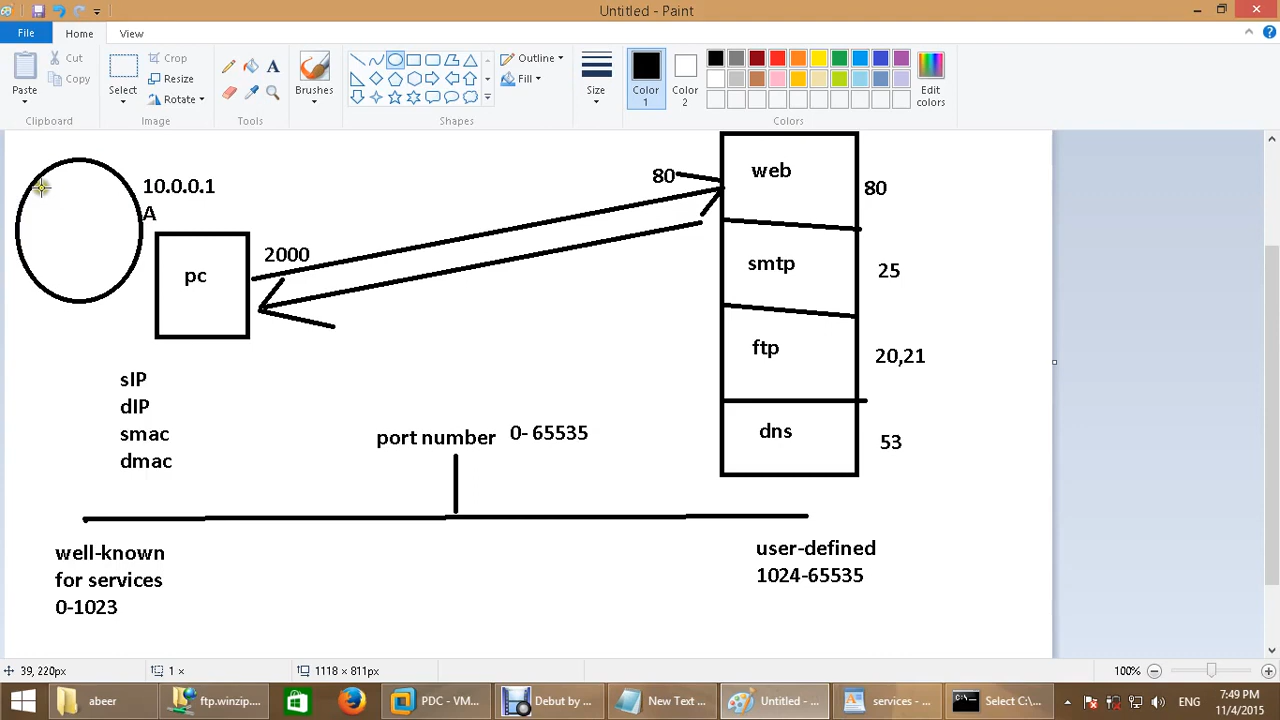 Untitled - Paint
File
Home
View
Paste
Cut
Copy
Clipboard
Select
Crop
Resize
Rotate
Image
A
Tools
Brushes
Outline
Fill
Shapes
Size
Color 1
Color 2
Edit colors
Colors
10.0.0.1
A
pc
2000
80
web
80
smtp
25
ftp
20,21
dns
53
sIP
dIP
smac
dmac
port number
0- 65535
well-known
for services
0-1023
user-defined
1024-65535
39, 220px
1 ×
1118 × 811px
100%
abeer
ftp.winzip....
PDC - VM...
Debut by ...
New Text ...
Untitled - ...
services - ...
Select C:\...
ENG
7:49 PM
11/4/2015